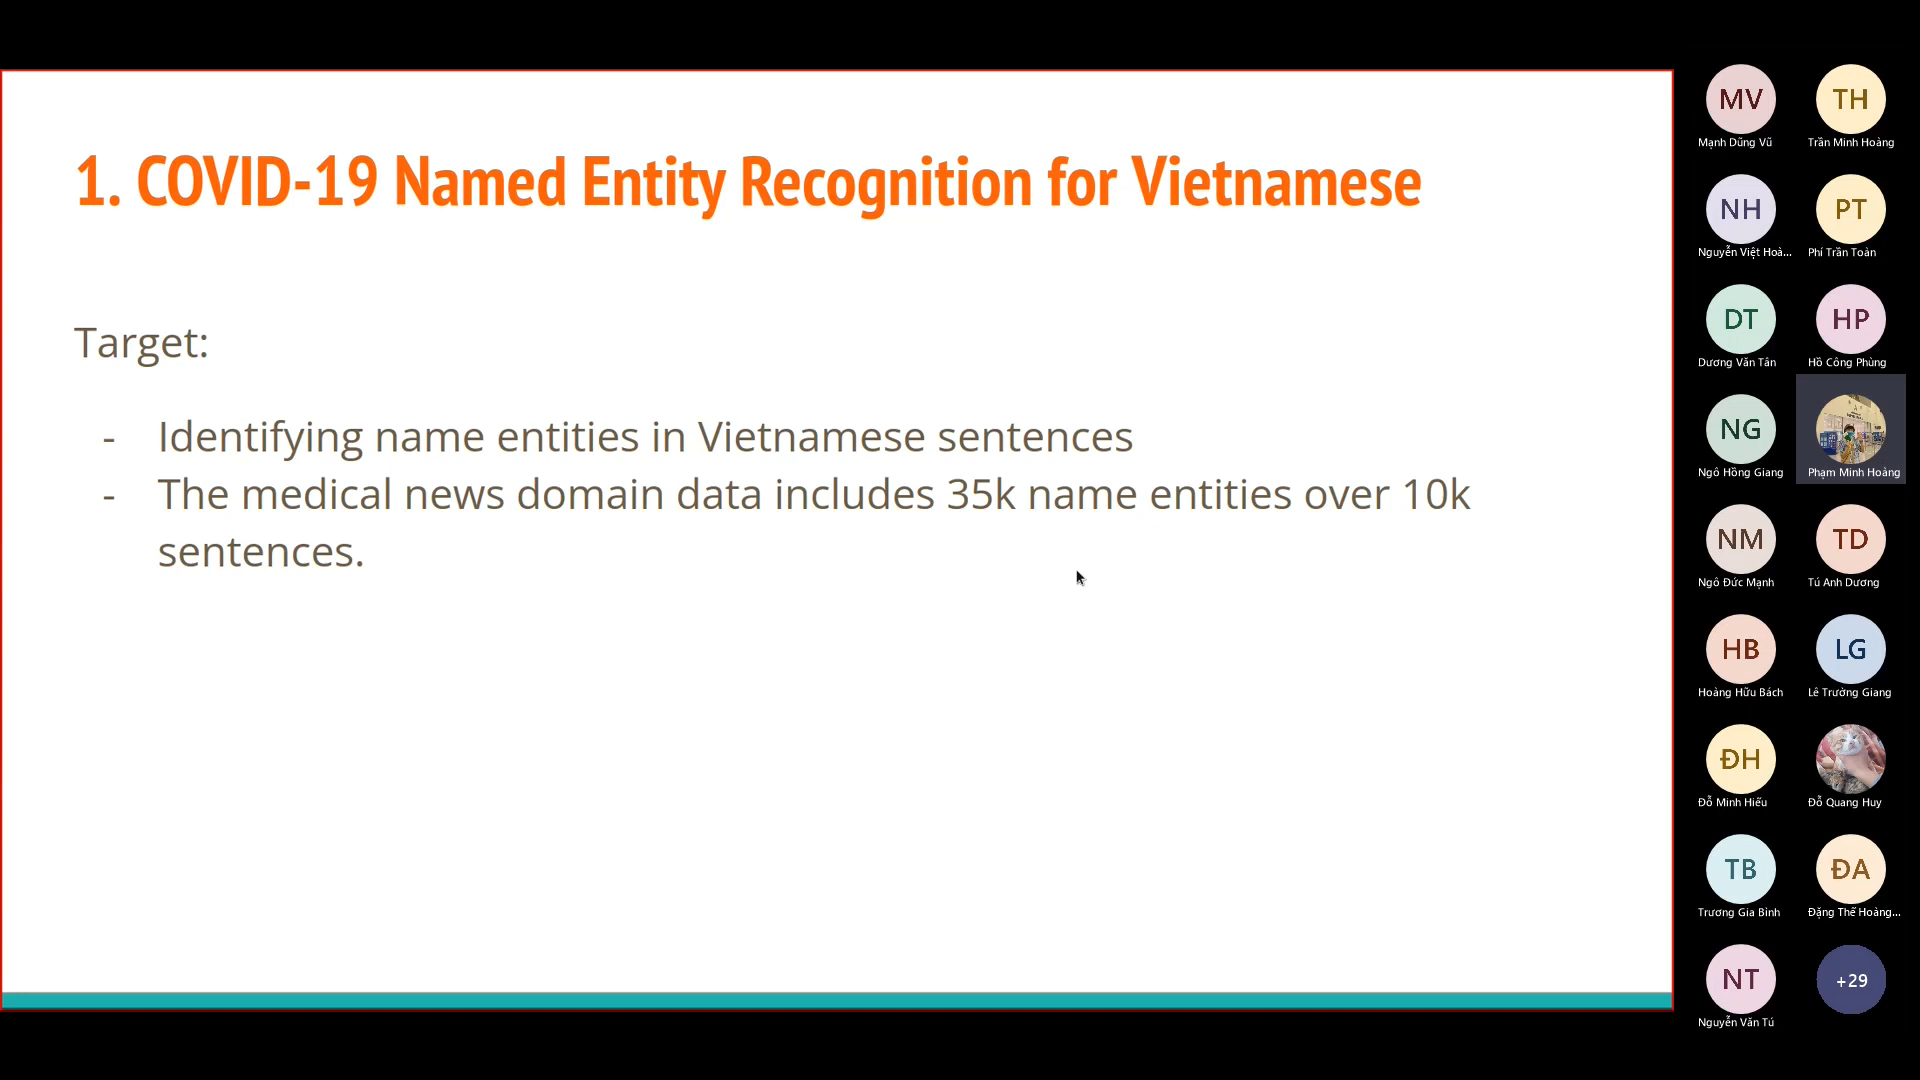 1. COVID-19 Named Entity Recognition for Vietnamese
Target:
- Identifying name entities in Vietnamese sentences
- The medical news domain data includes 35k name entities over 10k
sentences.
MV
Mạnh Dũng Vũ
TH
Trần Minh Hoàng
NH
Nguyễn Việt Hoà...
PT
Phí Trần Toàn
DT
Dương Văn Tán
HP
Hồ Công Phùng
NG
Ngô Hồng Giang
Phạm Minh Hoàng
NM
Ngô Đức Mạnh
TD
Tú Anh Dương
HB
Hoàng Hữu Bách
LG
Lê Trường Giang
ĐH
Đỗ Minh Hiếu
Đỗ Quang Huy
TB
Trương Gia Bình
ĐA
Đặng Thế Hoàng...
NT
Nguyễn Văn Tú
+29